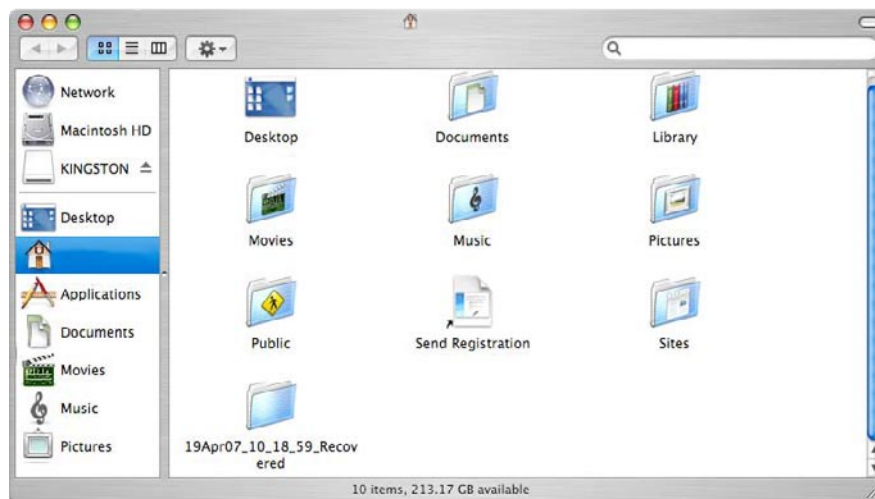 Network
Macintosh HD
KINGSTON
Desktop
Applications
Documents
Movies
Music
Pictures
Desktop Documents Library
Movies Music Pictures
Public Send Registration Sites
19Apr07_10_18_59_Recov
ered
10 items, 213.17 GB available